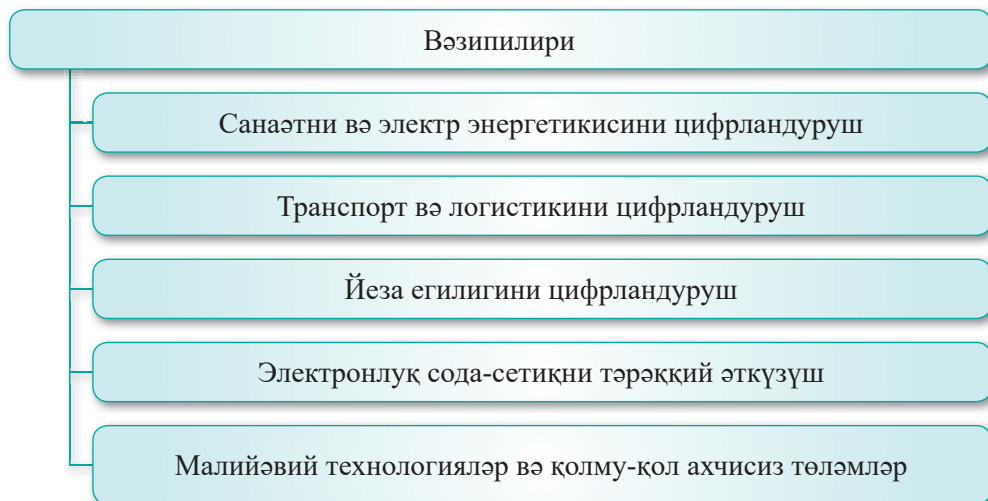 Вәзипилири
Санаәтни вә электр энергетикисини цифрландуруш
Транспорт вә логистикини цифрландуруш
Йеза егилигини цифрландуруш
Электронлуқ сода-сетиқни тәрәққий әткүзүш
Малийәвий технологияләр вә қолму-қол ахчисиз төләмләр